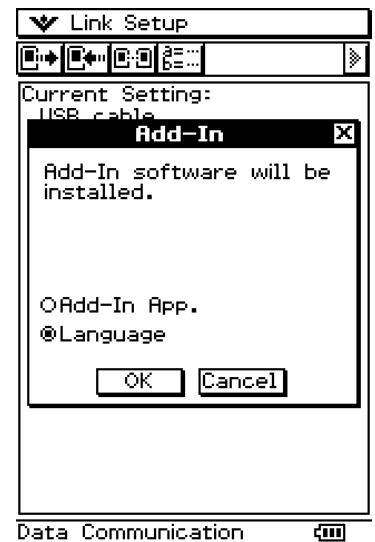 Link Setup
Current Setting:
USB cable
Add-In
Add-In software will be
installed.
Add-In App.
Language
OK Cancel
Data Communication